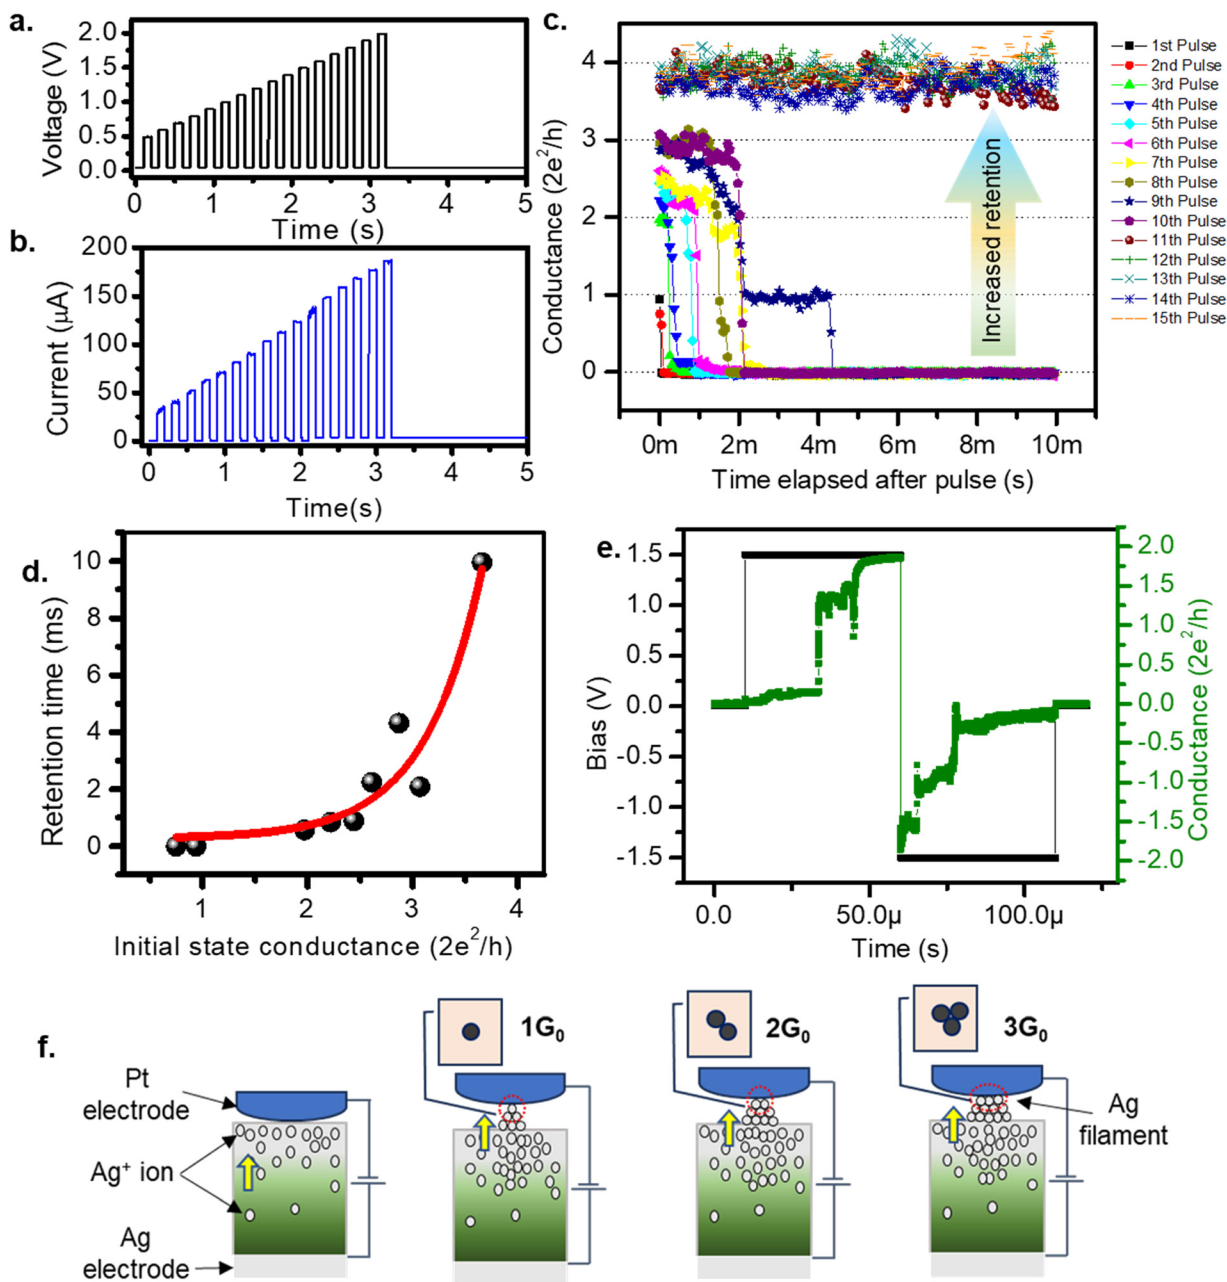 a.
2.0
1.5
1.0
0.5
0.0
Voltage (V)
0 1 2 3 4 5
Time (s)
b.
200
150
100
50
0
Current (µA)
0 1 2 3 4 5
Time(s)
c.
4
3
2
1
0
Conductance (2e²/h)
Increased retention
0m 2m 4m 6m 8m 10m
Time elapsed after pulse (s)
1st Pulse
2nd Pulse
3rd Pulse
4th Pulse
5th Pulse
6th Pulse
7th Pulse
8th Pulse
9th Pulse
10th Pulse
11th Pulse
12th Pulse
13th Pulse
14th Pulse
15th Pulse
d.
10
8
6
4
2
0
Retention time (ms)
1 2 3 4
Initial state conductance (2e²/h)
e.
1.5
1.0
0.5
0.0
-0.5
-1.0
-1.5
Bias (V)
2.0
1.5
1.0
0.5
0.0
-0.5
-1.0
-1.5
-2.0
Conductance (2e²/h)
0.0 50.0µ 100.0µ
Time (s)
f.
1G₀
2G₀
3G₀
Pt
electrode
Ag⁺ ion
Ag
electrode
Ag
filament